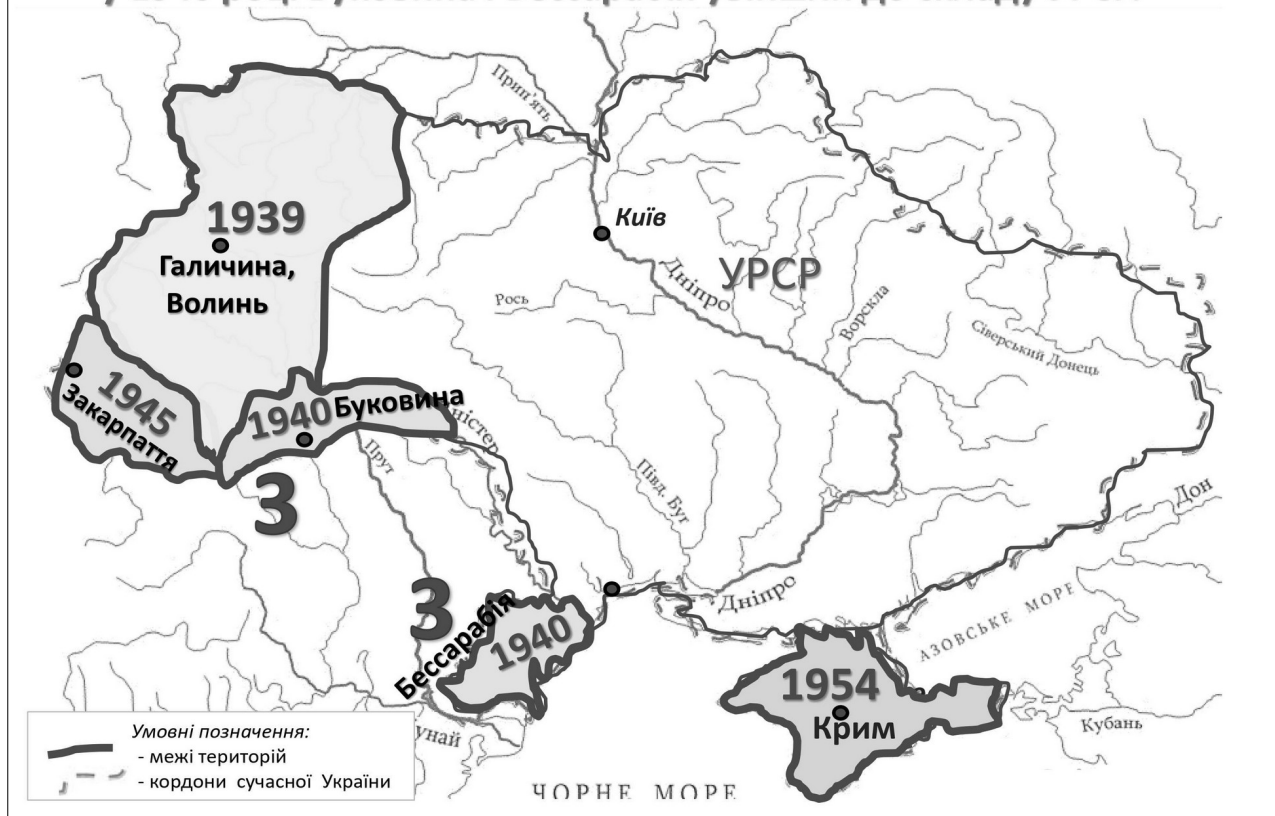 Прип'ять
1939
Київ
Галичина,
Волинь
Дніпро
УРСР
Рось
Ворскла
Сіверський Донець
1945
Закарпаття
1940
Буковина
ністер
Прут
Півд. Буг
3
Дон
3
Бессарабія
1940
Дніпро
АЗОВСЬКЕ МОРЕ
1954
Крим
Кубань
унай
Умовні позначення:
- межі територій
- кордони сучасної України
ЧОРНЕ МОРЕ